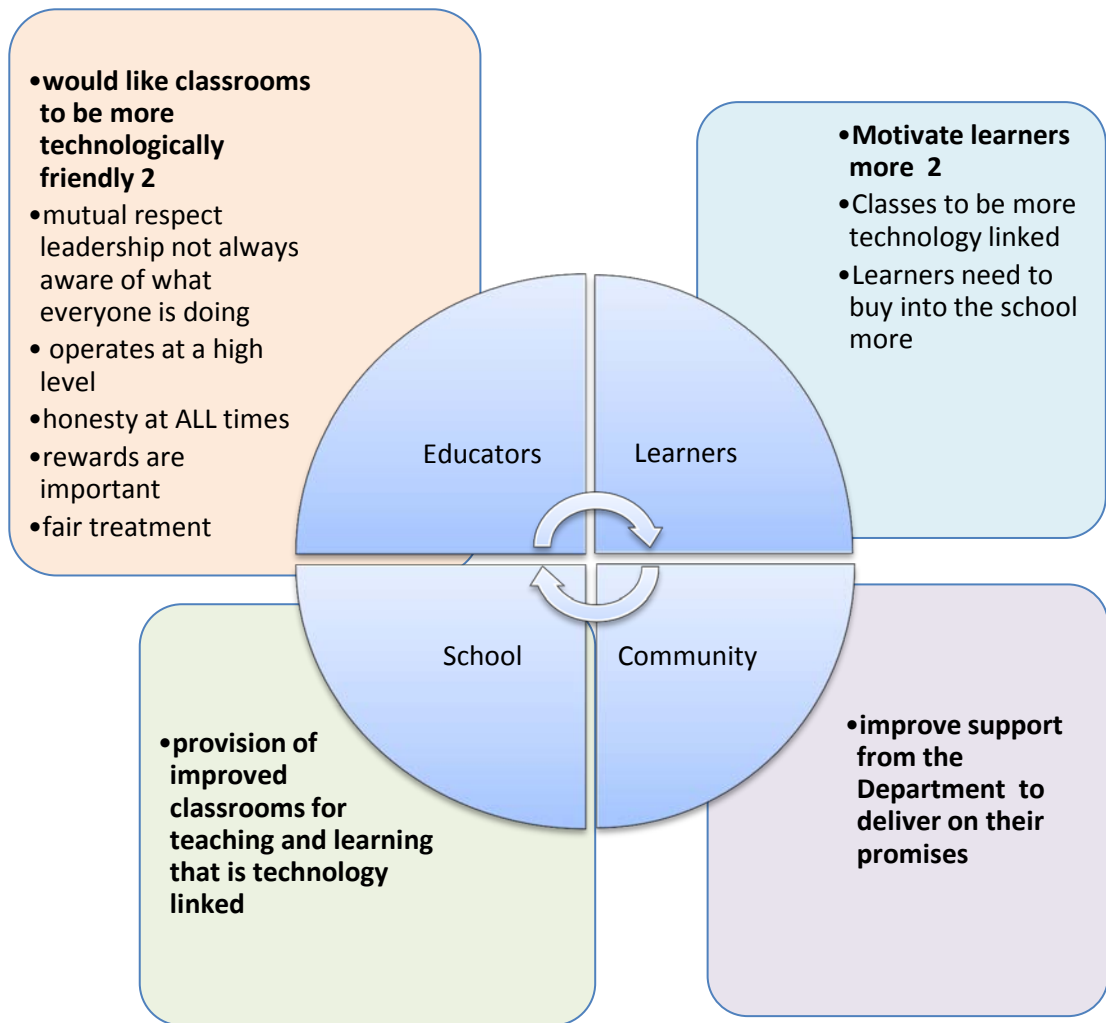 •would like classrooms
to be more
technologically
friendly 2
•mutual respect
leadership not always
aware of what
everyone is doing
• operates at a high
level
•honesty at ALL times
•rewards are
important
•fair treatment
•Motivate learners
more  2
•Classes to be more
technology linked
•Learners need to
buy into the school
more
Educators
Learners
School
Community
•provision of
improved
classrooms for
teaching and learning
that is technology
linked
•improve support
from the
Department  to
deliver on their
promises